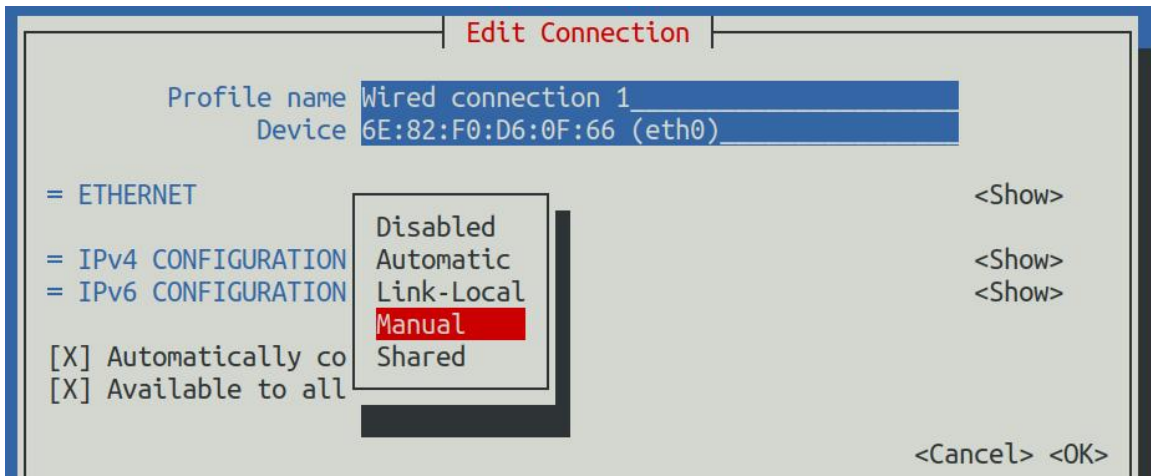 Edit Connection
Profile name Wired connection 1
Device 6E:82:F0:D6:0F:66 (eth0)
= ETHERNET <Show>
Disabled
= IPv4 CONFIGURATION Automatic <Show>
= IPv6 CONFIGURATION Link-Local <Show>
Manual
[X] Automatically co Shared
[X] Available to all
<Cancel> <OK>